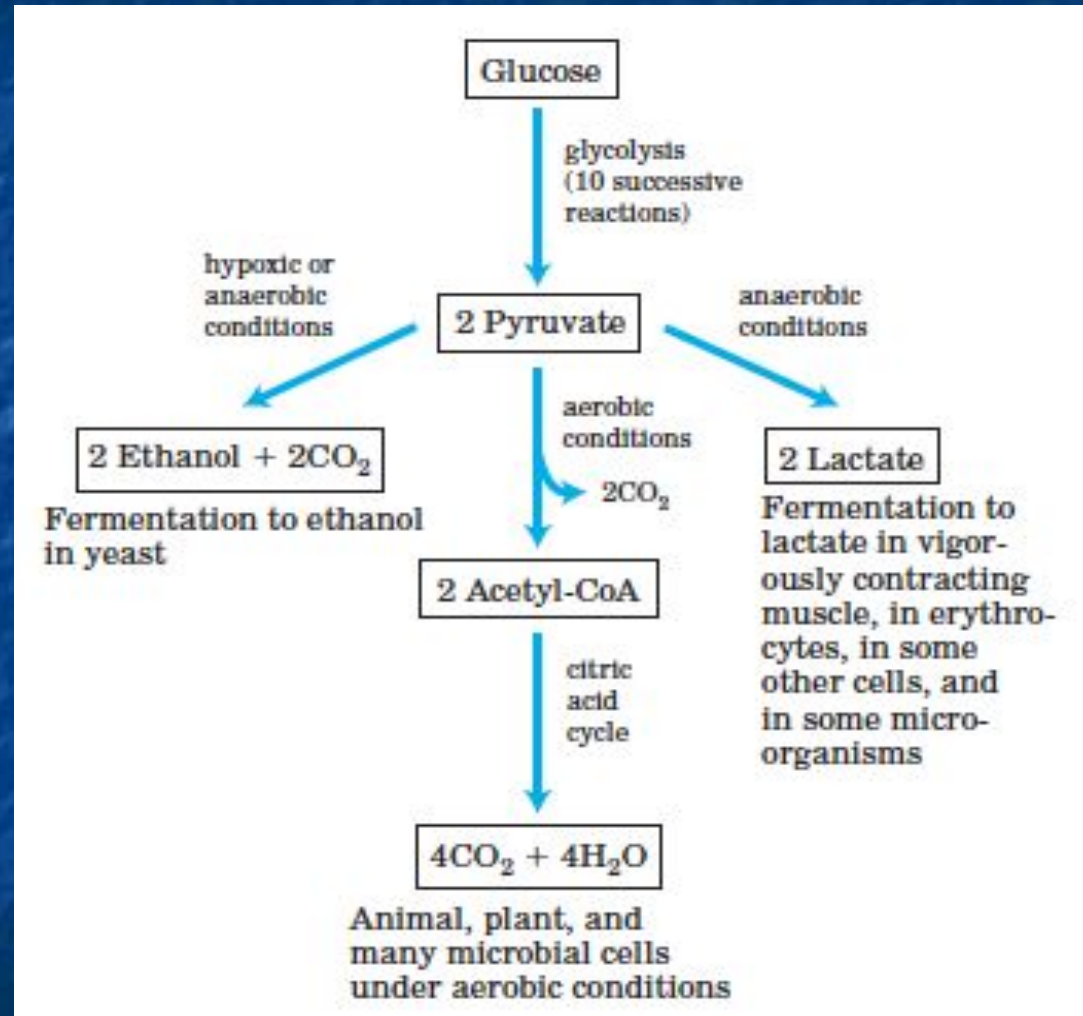 Glucose
glycolysis
(10 successive
reactions)
hypoxic or
anaerobic
conditions
2 Pyruvate
anaerobic
conditions
2 Ethanol + 2CO₂
Fermentation to ethanol
in yeast
aerobic
conditions
2CO₂
2 Lactate
Fermentation to
lactate in vigor-
ously contracting
muscle, in erythro-
cytes, in some
other cells, and
in some micro-
organisms
2 Acetyl-CoA
citric
acid
cycle
4CO₂ + 4H₂O
Animal, plant, and
many microbial cells
under aerobic conditions